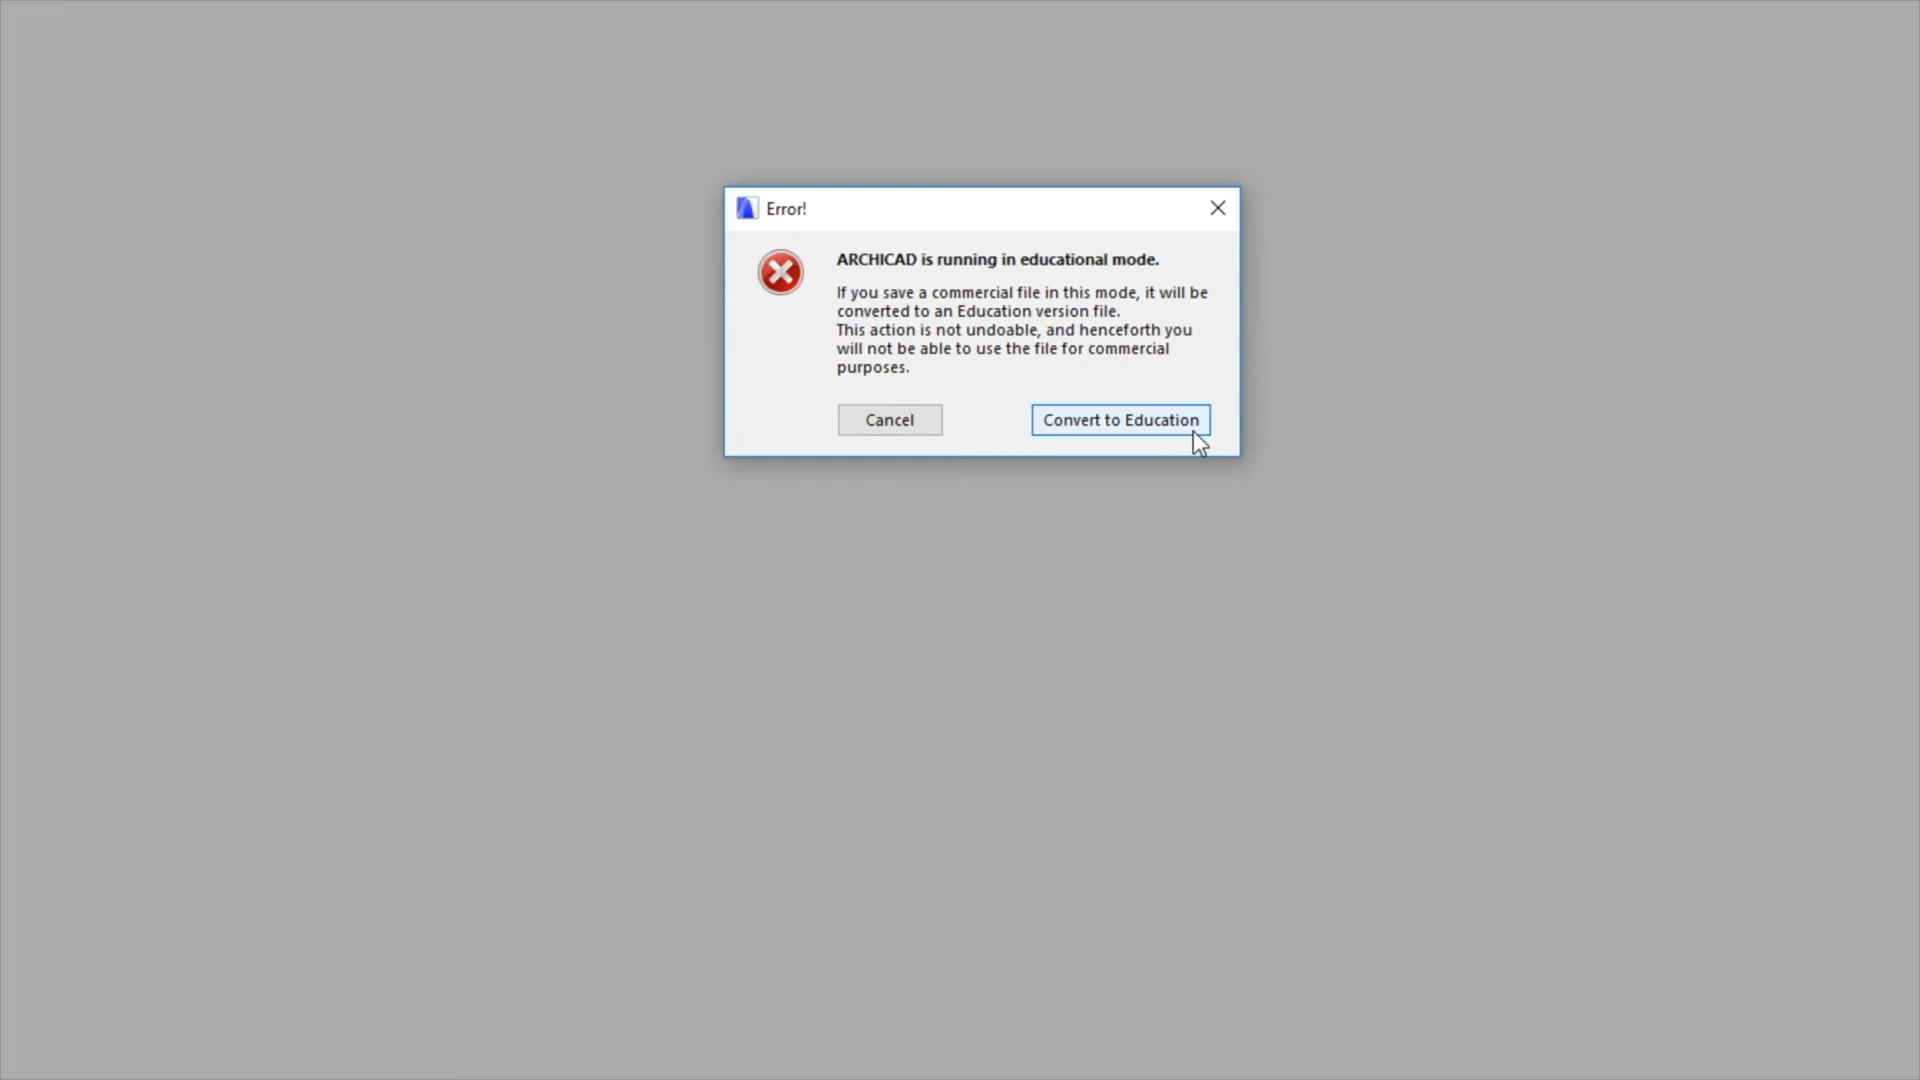 Error!
ARCHICAD is running in educational mode.
If you save a commercial file in this mode, it will be
converted to an Education version file.
This action is not undoable, and henceforth you
will not be able to use the file for commercial
purposes.
Cancel
Convert to Education